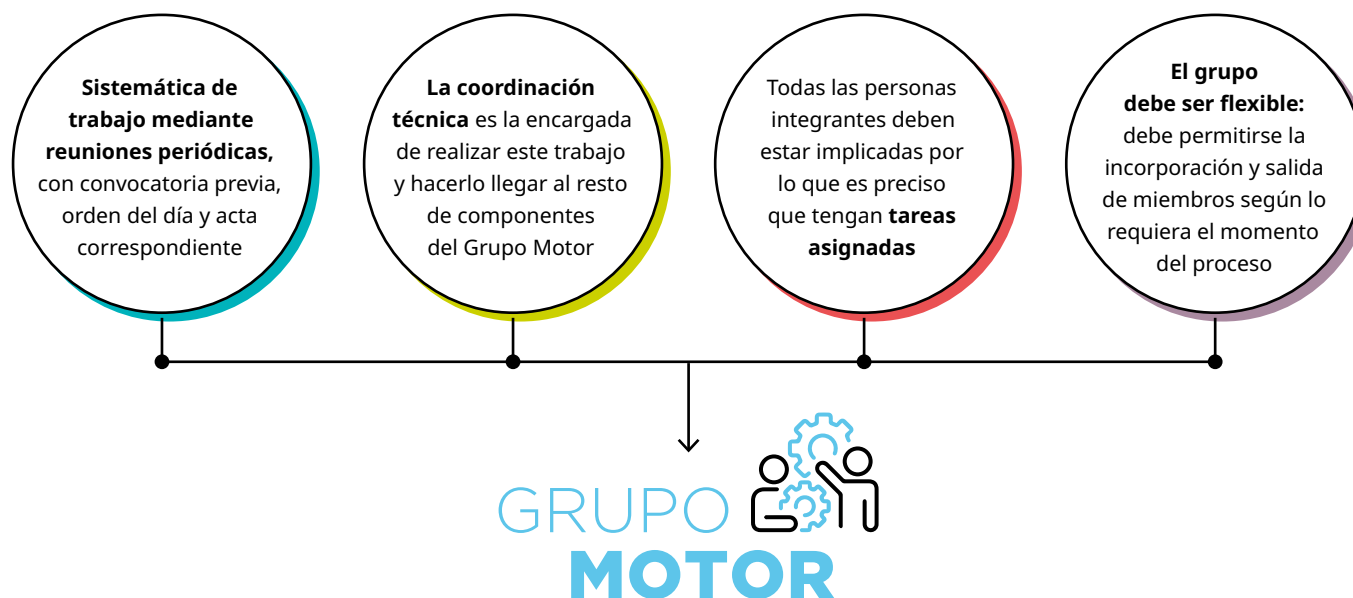 Sistemática de
trabajo mediante
reuniones periódicas,
con convocatoria previa,
orden del día y acta
correspondiente
La coordinación
técnica es la encargada
de realizar este trabajo
y hacerlo llegar al resto
de componentes
del Grupo Motor
Todas las personas
integrantes deben
estar implicadas por
lo que es preciso
que tengan tareas
asignadas
El grupo
debe ser flexible:
debe permitirse la
incorporación y salida
de miembros según lo
requiera el momento
del proceso
GRUPO
MOTOR